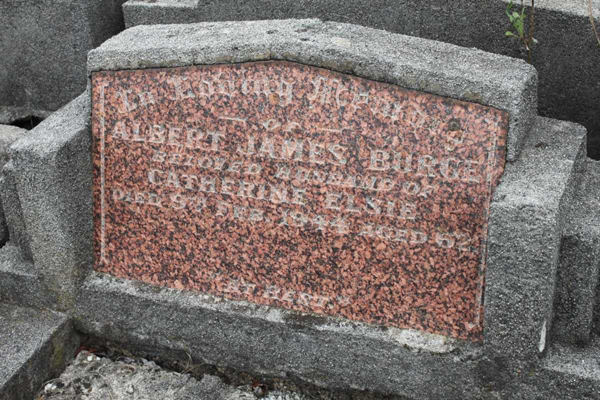 In Loving Memory
OF
ALBERT JAMES BURGE
BELOVED HUSBAND OF
CATHERINE ELSIE
DIED 9TH FEB. 1944 AGED 62
"AT REST"